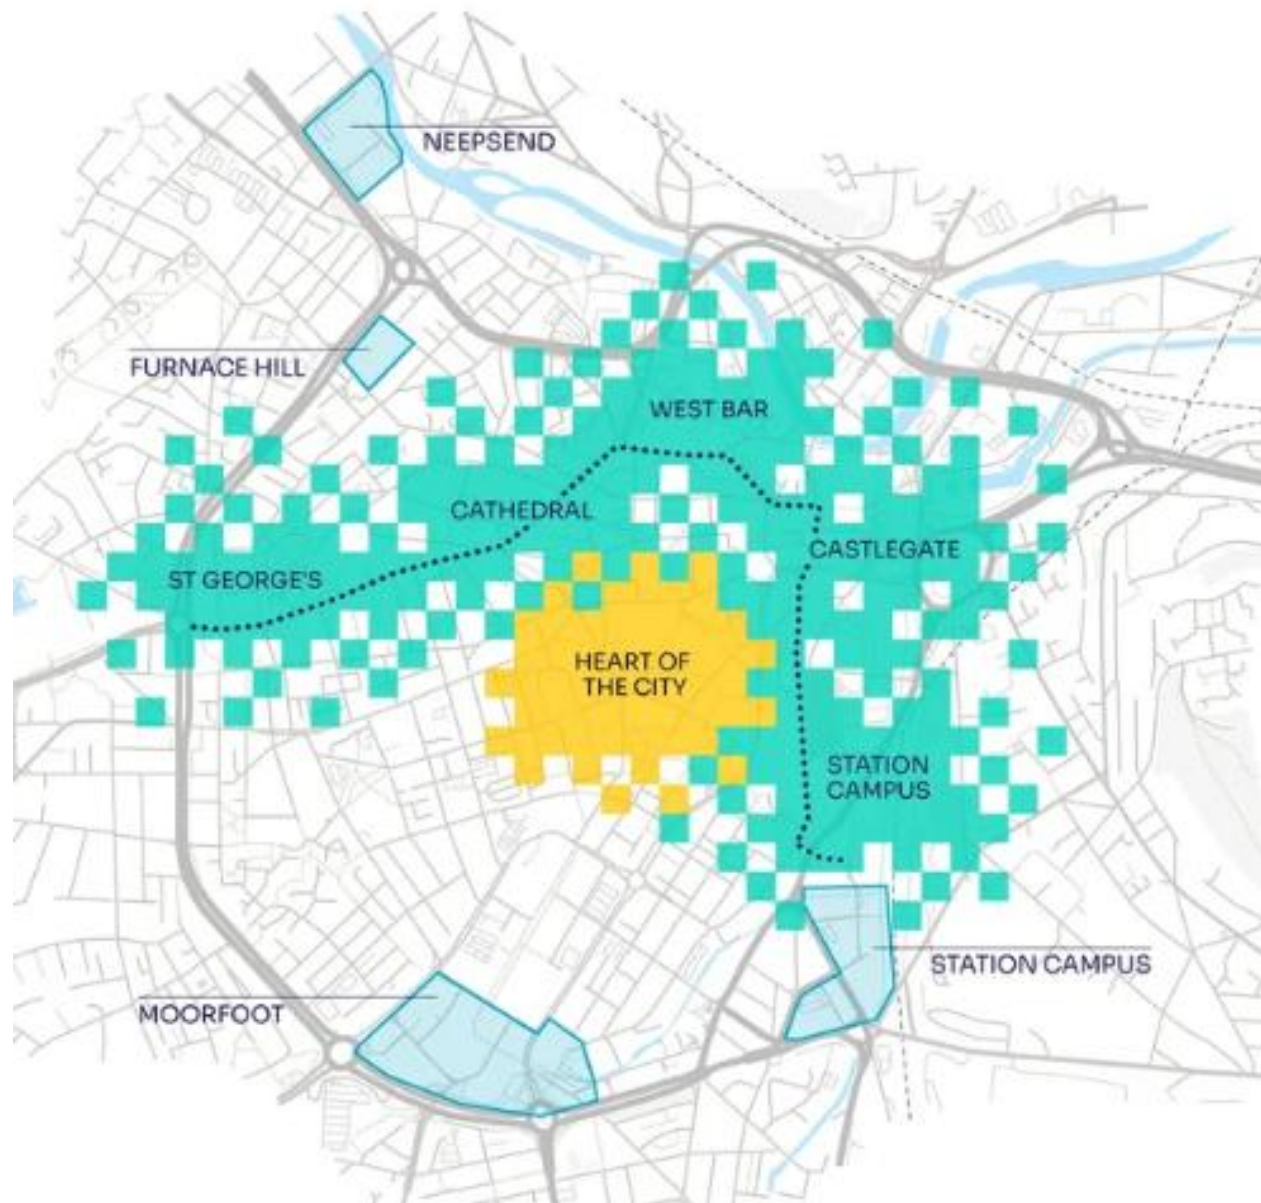 NEEPSEND
FURNACE HILL
WEST BAR
CATHEDRAL
CASTLEGATE
ST GEORGE'S
HEART OF
THE CITY
STATION
CAMPUS
STATION CAMPUS
MOORFOOT